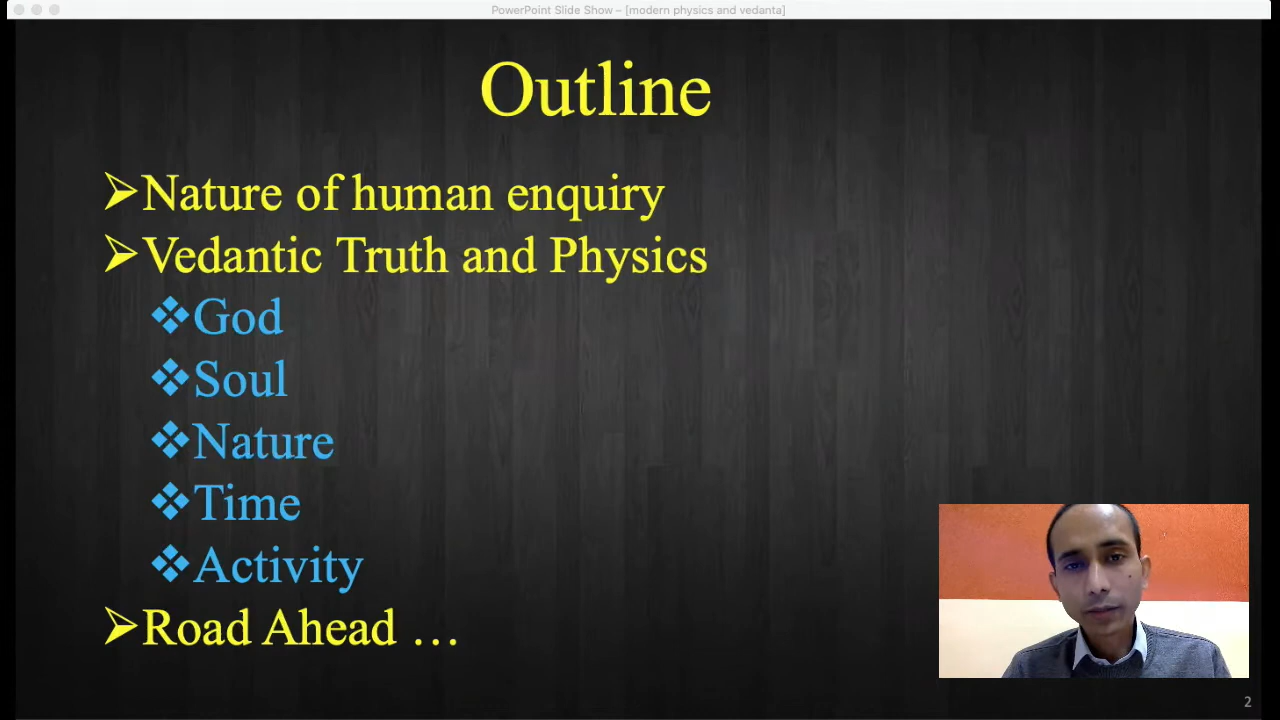 PowerPoint Slide Show – [modern physics and vedanta]
Outline
➢Nature of human enquiry
➢Vedantic Truth and Physics
❖God
❖Soul
❖Nature
❖Time
❖Activity
➢Road Ahead …
2